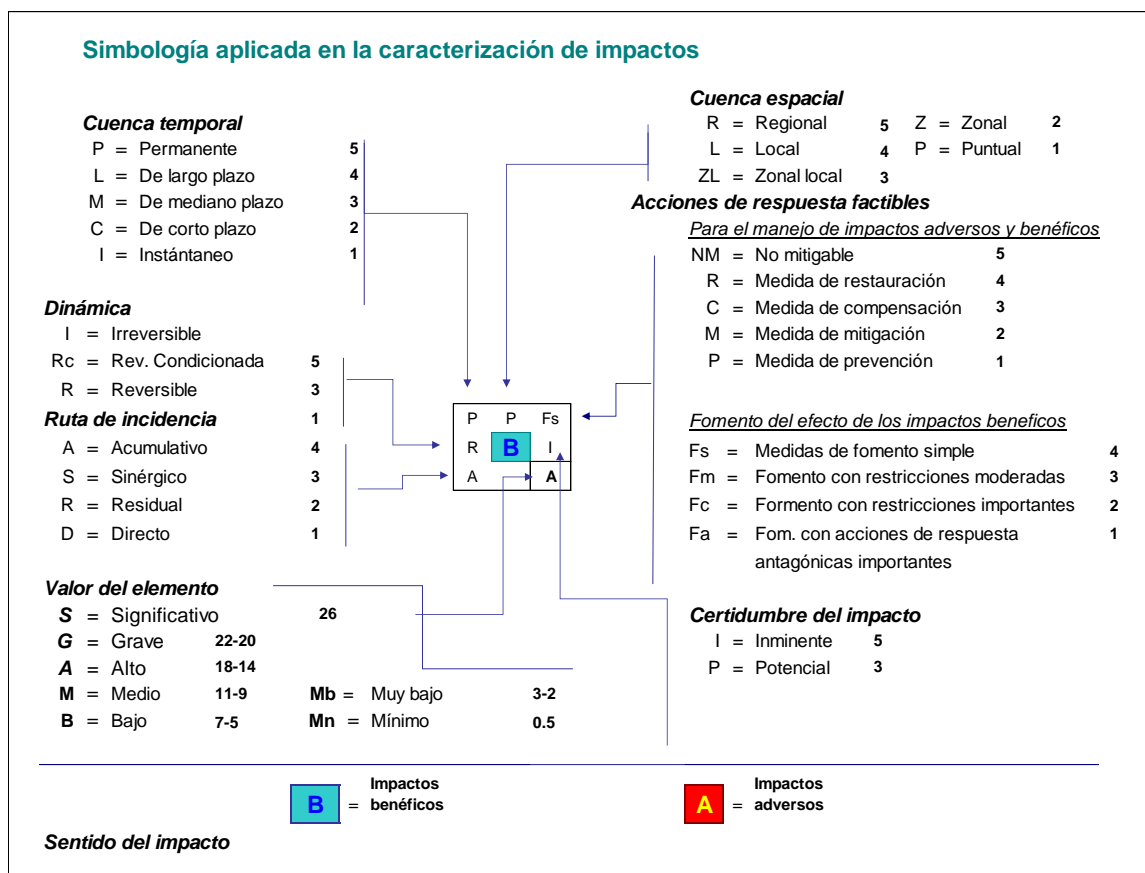 Simbología aplicada en la caracterización de impactos
Cuenca temporal
P = Permanente 5
L = De largo plazo 4
M = De mediano plazo 3
C = De corto plazo 2
I = Instántaneo 1
Dinámica
I = Irreversible
Rc = Rev. Condicionada 5
R = Reversible 3
Ruta de incidencia 1
A = Acumulativo 4
S = Sinérgico 3
R = Residual 2
D = Directo 1
Valor del elemento
S = Significativo 26
G = Grave 22-20
A = Alto 18-14
M = Medio 11-9 Mb = Muy bajo 3-2
B = Bajo 7-5 Mn = Mínimo 0.5
P P Fs
R B I
A A
Cuenca espacial
R = Regional 5 Z = Zonal 2
L = Local 4 P = Puntual 1
ZL = Zonal local 3
Acciones de respuesta factibles
Para el manejo de impactos adversos y benéficos
NM = No mitigable 5
R = Medida de restauración 4
C = Medida de compensación 3
M = Medida de mitigación 2
P = Medida de prevención 1
Fomento del efecto de los impactos beneficos
Fs = Medidas de fomento simple 4
Fm = Fomento con restricciones moderadas 3
Fc = Formento con restricciones importantes 2
Fa = Fom. con acciones de respuesta 1
antagónicas importantes
Certidumbre del impacto
I = Inminente 5
P = Potencial 3
B = Impactos
benéficos
A = Impactos
adversos
Sentido del impacto